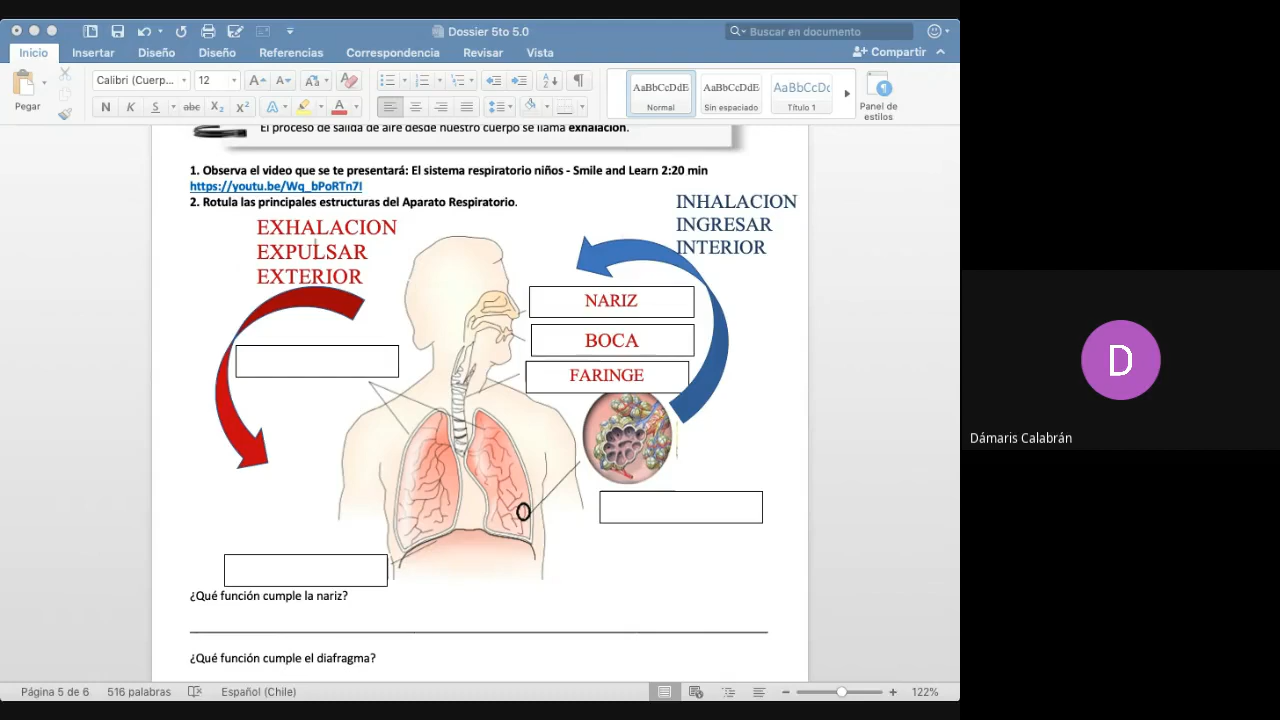 Dossier 5to 5.0
Buscar en documento
Inicio
Insertar
Diseño
Diseño
Referencias
Correspondencia
Revisar
Vista
Compartir
Pegar
Calibri (Cuerp...
12
N K S abc X₂ X²
AaBbCcDdE
Normal
AaBbCcDdE
Sin espaciado
AaBbCcDc
Título 1
Panel de
estilos
El proceso de salida de aire desde nuestro cuerpo se llama exhalación.
1. Observa el video que se te presentará: El sistema respiratorio niños - Smile and Learn 2:20 min
https://youtu.be/Wq_bPoRTn7I
2. Rotula las principales estructuras del Aparato Respiratorio.
EXHALACION
EXPULSAR
EXTERIOR
INHALACION
INGRESAR
INTERIOR
NARIZ
BOCA
FARINGE
¿Qué función cumple la nariz?
¿Qué función cumple el diafragma?
Página 5 de 6
516 palabras
Español (Chile)
122%
D
Dámaris Calabrán